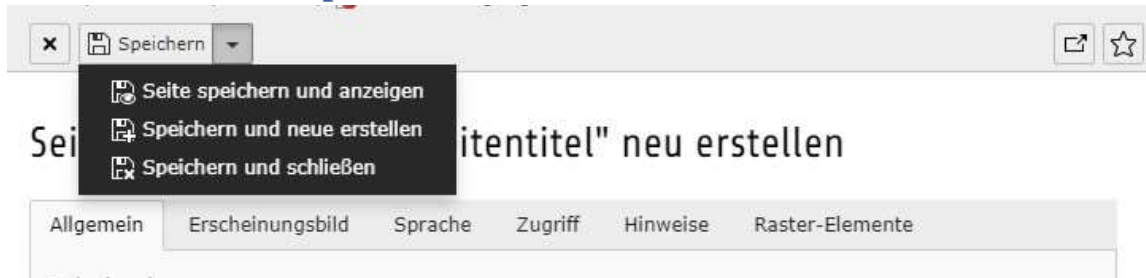 Speichern
Seite speichern und anzeigen
Speichern und neue erstellen
Speichern und schließen
Sei itentitel" neu erstellen
Allgemein Erscheinungsbild Sprache Zugriff Hinweise Raster-Elemente